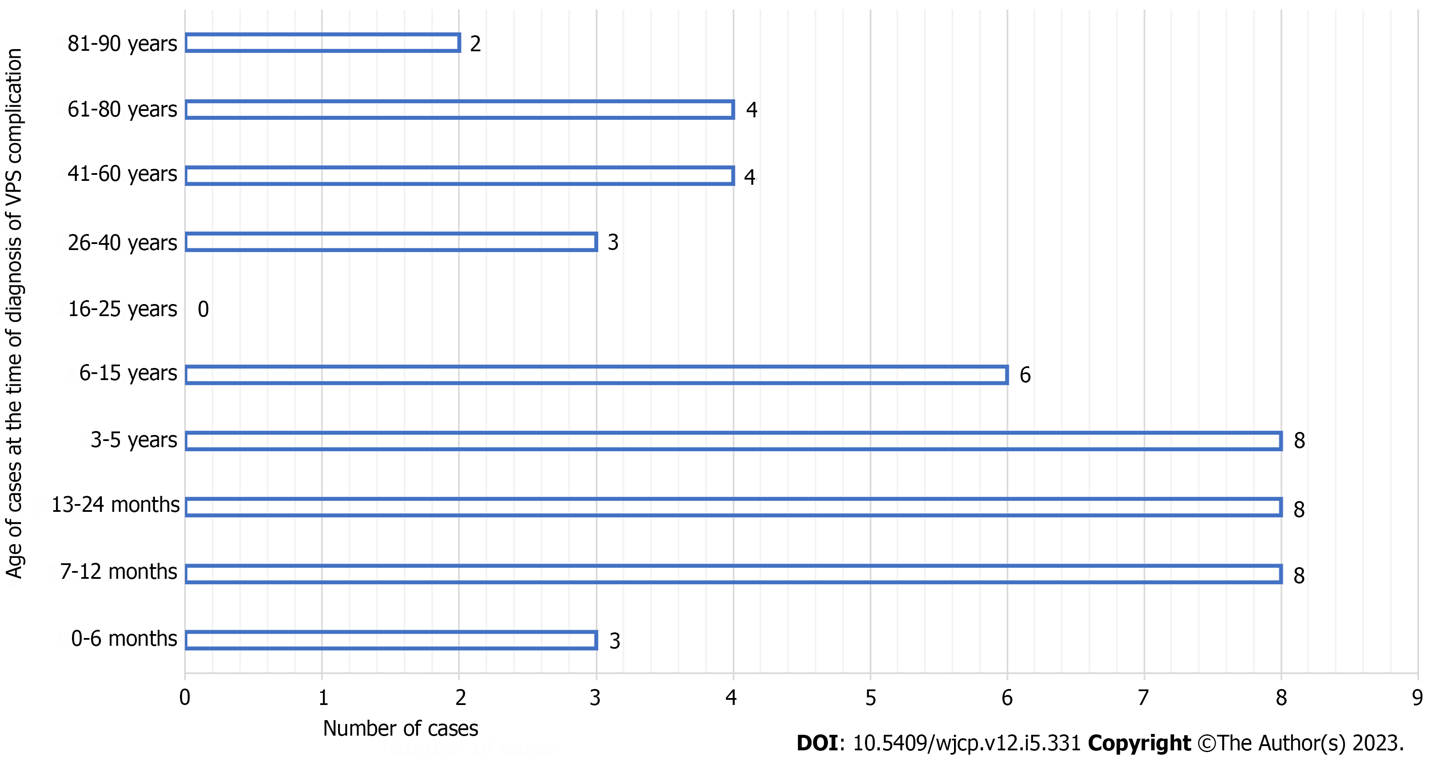 Age of cases at the time of diagnosis of VPS complication
81-90 years 2
61-80 years 4
41-60 years 4
26-40 years 3
16-25 years 0
6-15 years 6
3-5 years 8
13-24 months 8
7-12 months 8
0-6 months 3
0 1 2 3 4 5 6 7 8 9
Number of cases
DOI: 10.5409/wjcp.v12.i5.331 Copyright ©The Author(s) 2023.